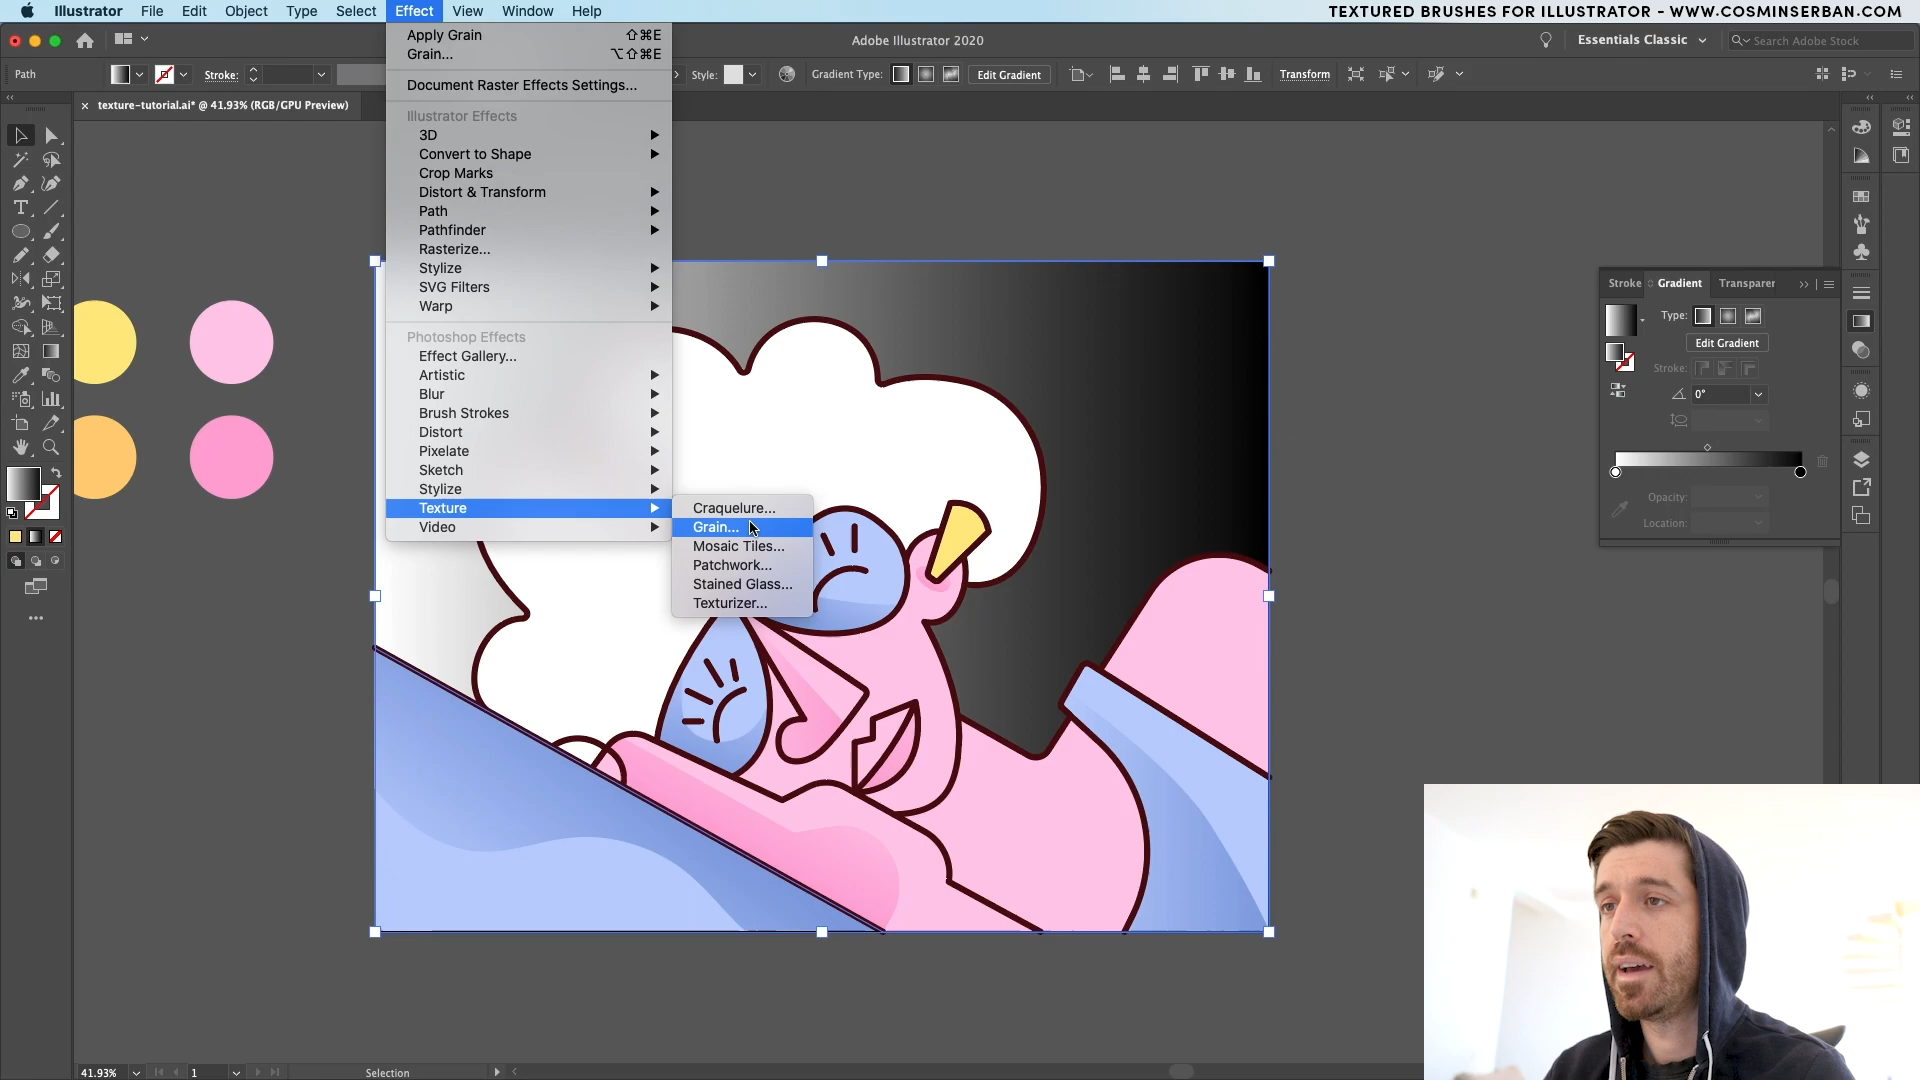 Illustrator File Edit Object Type Select Effect View Window Help
TEXTURED BRUSHES FOR ILLUSTRATOR - WWW.COSMINSERBAN.COM
Adobe Illustrator 2020
Essentials Classic
Search Adobe Stock
Path
Stroke:
Style:
Gradient Type:
Edit Gradient
Transform
× texture-tutorial.ai* @ 41.93% (RGB/GPU Preview)
Apply Grain ⇧⌘E
Grain... ⌥⇧⌘E
Document Raster Effects Settings...
Illustrator Effects
3D
Convert to Shape
Crop Marks
Distort & Transform
Path
Pathfinder
Rasterize...
Stylize
SVG Filters
Warp
Photoshop Effects
Effect Gallery...
Artistic
Blur
Brush Strokes
Distort
Pixelate
Sketch
Stylize
Texture
Video
Craquelure...
Grain...
Mosaic Tiles...
Patchwork...
Stained Glass...
Texturizer...
Stroke Gradient Transparer
Type:
Edit Gradient
Stroke:
0°
Opacity:
Location:
41.93%
1
Selection